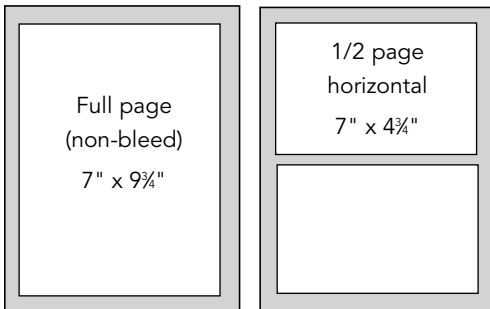 Full page
(non-bleed)
7" x 9¾"
1/2 page
horizontal
7" x 4¾"